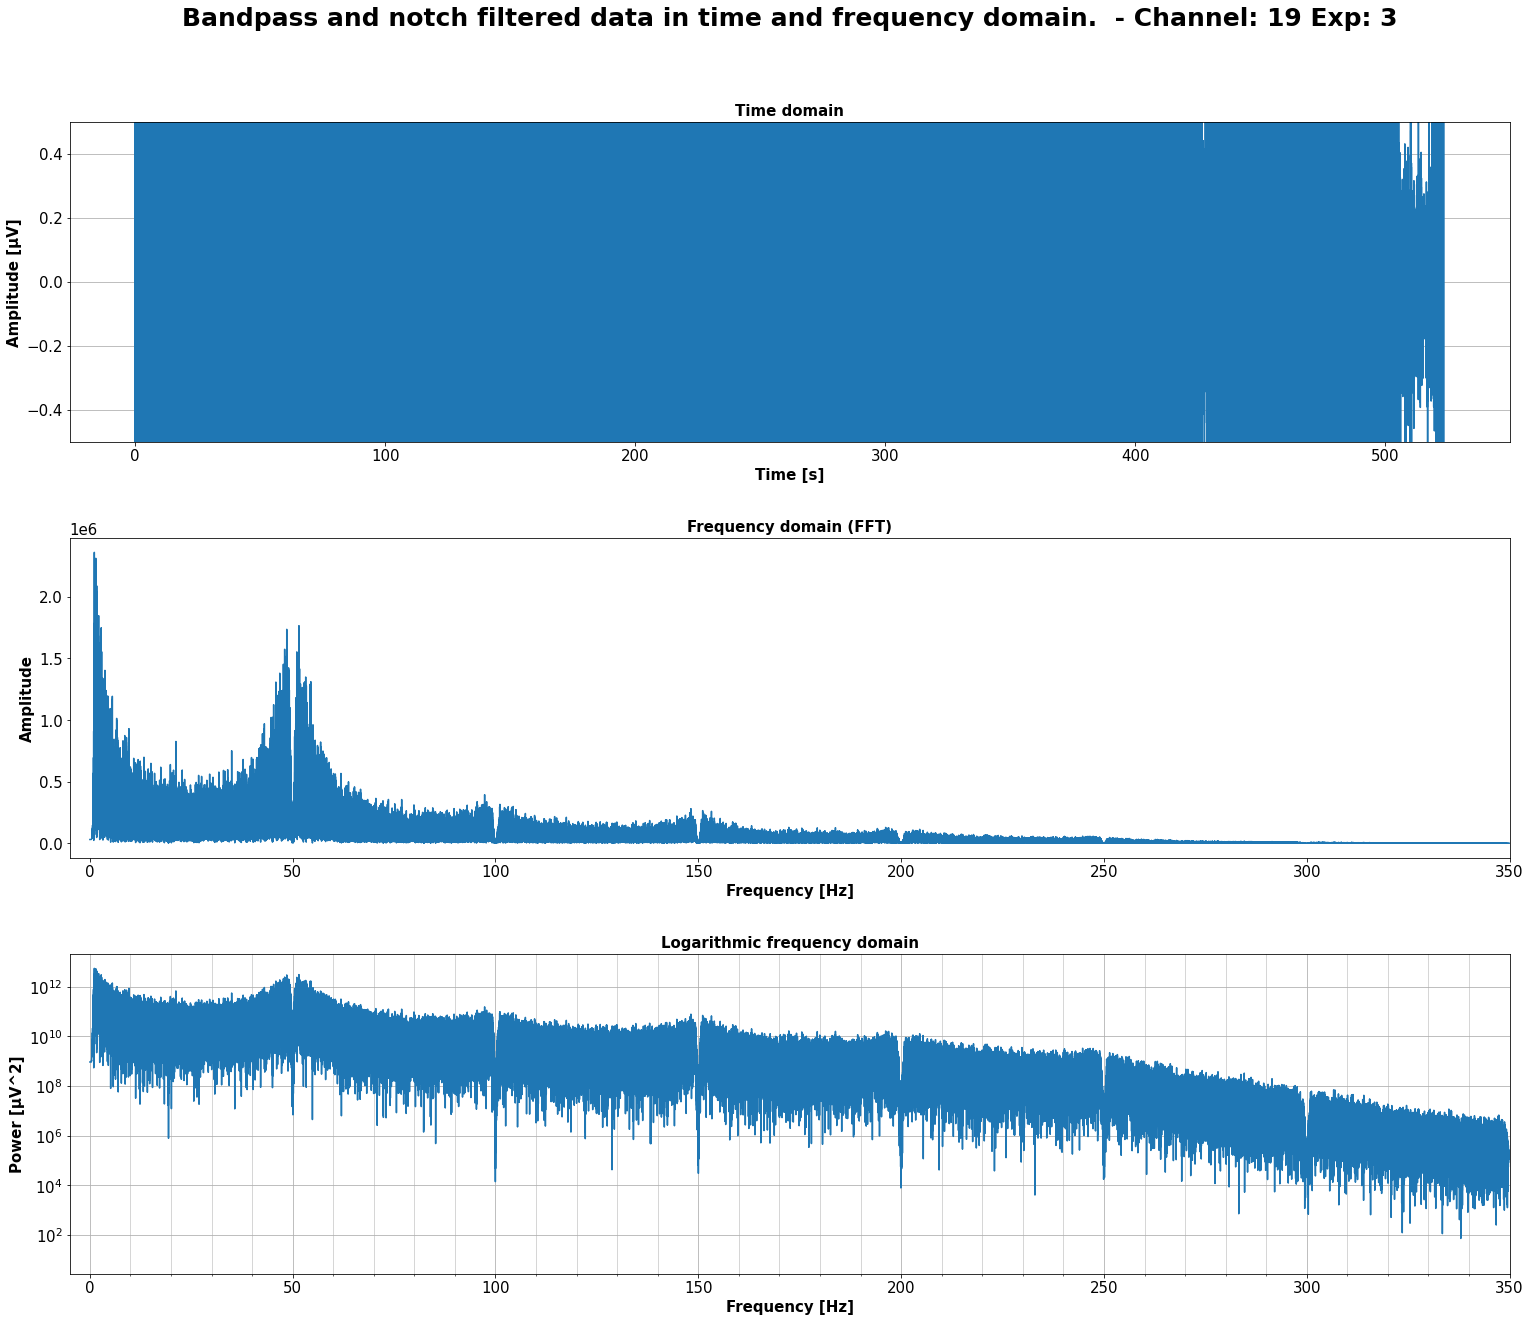 Bandpass and notch filtered data in time and frequency domain.  - Channel: 19 Exp: 3
Time domain
0.4
0.2
0.0
−0.2
−0.4
Amplitude [µV]
0 100 200 300 400 500
Time [s]
Frequency domain (FFT)
1e6
2.0
1.5
1.0
0.5
0.0
Amplitude
0 50 100 150 200 250 300 350
Frequency [Hz]
Logarithmic frequency domain
10^12
10^10
10^8
10^6
10^4
10^2
Power [µV^2]
0 50 100 150 200 250 300 350
Frequency [Hz]